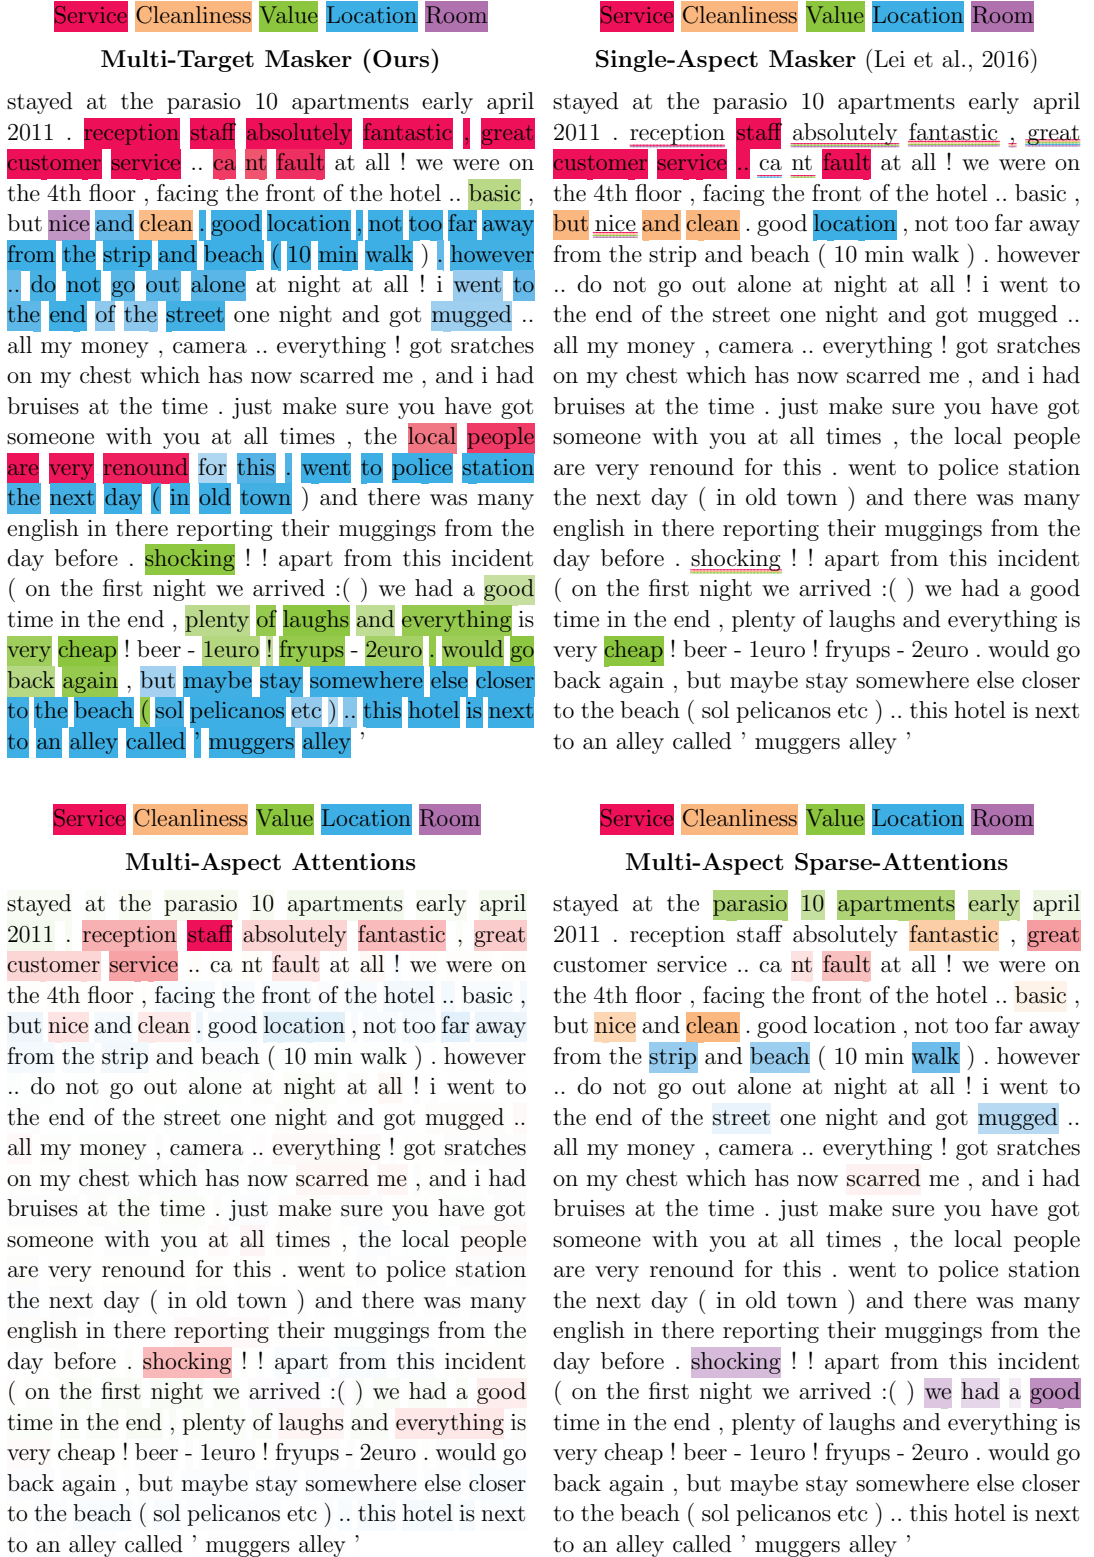 Service Cleanliness Value Location Room
Multi-Target Masker (Ours)
stayed at the parasio 10 apartments early april
2011 . reception staff absolutely fantastic , great
customer service .. ca nt fault at all ! we were on
the 4th floor , facing the front of the hotel .. basic ,
but nice and clean . good location , not too far away
from the strip and beach ( 10 min walk ) . however
.. do not go out alone at night at all ! i went to
the end of the street one night and got mugged ..
all my money , camera .. everything ! got sratches
on my chest which has now scarred me , and i had
bruises at the time . just make sure you have got
someone with you at all times , the local people
are very renound for this . went to police station
the next day ( in old town ) and there was many
english in there reporting their muggings from the
day before . shocking ! ! apart from this incident
( on the first night we arrived :( ) we had a good
time in the end , plenty of laughs and everything is
very cheap ! beer - 1euro ! fryups - 2euro . would go
back again , but maybe stay somewhere else closer
to the beach ( sol pelicanos etc ) .. this hotel is next
to an alley called ' muggers alley '
Service Cleanliness Value Location Room
Single-Aspect Masker (Lei et al., 2016)
stayed at the parasio 10 apartments early april
2011 . reception staff absolutely fantastic , great
customer service .. ca nt fault at all ! we were on
the 4th floor , facing the front of the hotel .. basic ,
but nice and clean . good location , not too far away
from the strip and beach ( 10 min walk ) . however
.. do not go out alone at night at all ! i went to
the end of the street one night and got mugged ..
all my money , camera .. everything ! got sratches
on my chest which has now scarred me , and i had
bruises at the time . just make sure you have got
someone with you at all times , the local people
are very renound for this . went to police station
the next day ( in old town ) and there was many
english in there reporting their muggings from the
day before . shocking ! ! apart from this incident
( on the first night we arrived :( ) we had a good
time in the end , plenty of laughs and everything is
very cheap ! beer - 1euro ! fryups - 2euro . would go
back again , but maybe stay somewhere else closer
to the beach ( sol pelicanos etc ) .. this hotel is next
to an alley called ' muggers alley '
Service Cleanliness Value Location Room
Multi-Aspect Attentions
stayed at the parasio 10 apartments early april
2011 . reception staff absolutely fantastic , great
customer service .. ca nt fault at all ! we were on
the 4th floor , facing the front of the hotel .. basic ,
but nice and clean . good location , not too far away
from the strip and beach ( 10 min walk ) . however
.. do not go out alone at night at all ! i went to
the end of the street one night and got mugged ..
all my money , camera .. everything ! got sratches
on my chest which has now scarred me , and i had
bruises at the time . just make sure you have got
someone with you at all times , the local people
are very renound for this . went to police station
the next day ( in old town ) and there was many
english in there reporting their muggings from the
day before . shocking ! ! apart from this incident
( on the first night we arrived :( ) we had a good
time in the end , plenty of laughs and everything is
very cheap ! beer - 1euro ! fryups - 2euro . would go
back again , but maybe stay somewhere else closer
to the beach ( sol pelicanos etc ) .. this hotel is next
to an alley called ' muggers alley '
Service Cleanliness Value Location Room
Multi-Aspect Sparse-Attentions
stayed at the parasio 10 apartments early april
2011 . reception staff absolutely fantastic , great
customer service .. ca nt fault at all ! we were on
the 4th floor , facing the front of the hotel .. basic ,
but nice and clean . good location , not too far away
from the strip and beach ( 10 min walk ) . however
.. do not go out alone at night at all ! i went to
the end of the street one night and got mugged ..
all my money , camera .. everything ! got sratches
on my chest which has now scarred me , and i had
bruises at the time . just make sure you have got
someone with you at all times , the local people
are very renound for this . went to police station
the next day ( in old town ) and there was many
english in there reporting their muggings from the
day before . shocking ! ! apart from this incident
( on the first night we arrived :( ) we had a good
time in the end , plenty of laughs and everything is
very cheap ! beer - 1euro ! fryups - 2euro . would go
back again , but maybe stay somewhere else closer
to the beach ( sol pelicanos etc ) .. this hotel is next
to an alley called ' muggers alley '